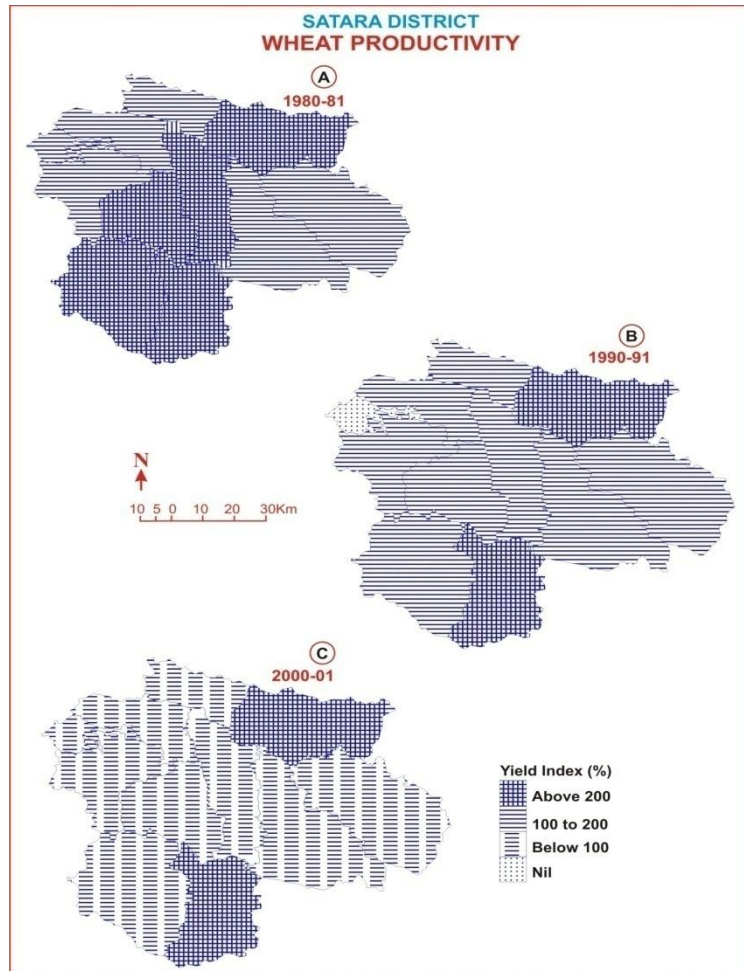 SATARA DISTRICT
WHEAT PRODUCTIVITY
A
1980-81
B
1990-91
N
10 5 0 10 20 30Km
C
2000-01
Yield Index (%)
Above 200
100 to 200
Below 100
Nil